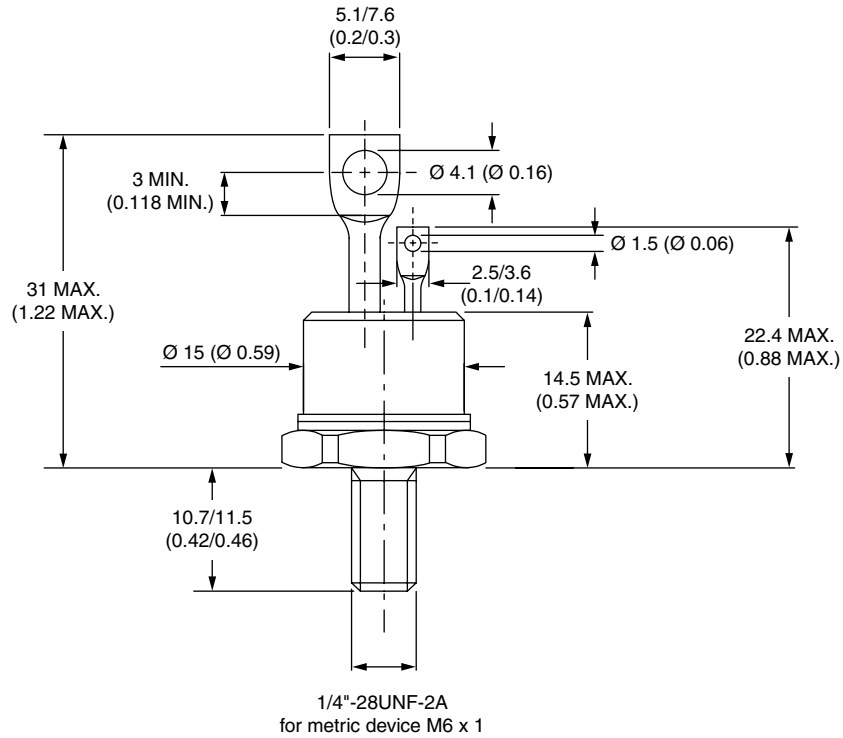 5.1/7.6
(0.2/0.3)
3 MIN.
(0.118 MIN.)
Ø 4.1 (Ø 0.16)
Ø 1.5 (Ø 0.06)
2.5/3.6
(0.1/0.14)
31 MAX.
(1.22 MAX.)
22.4 MAX.
(0.88 MAX.)
Ø 15 (Ø 0.59)
14.5 MAX.
(0.57 MAX.)
10.7/11.5
(0.42/0.46)
1/4"-28UNF-2A
for metric device M6 x 1